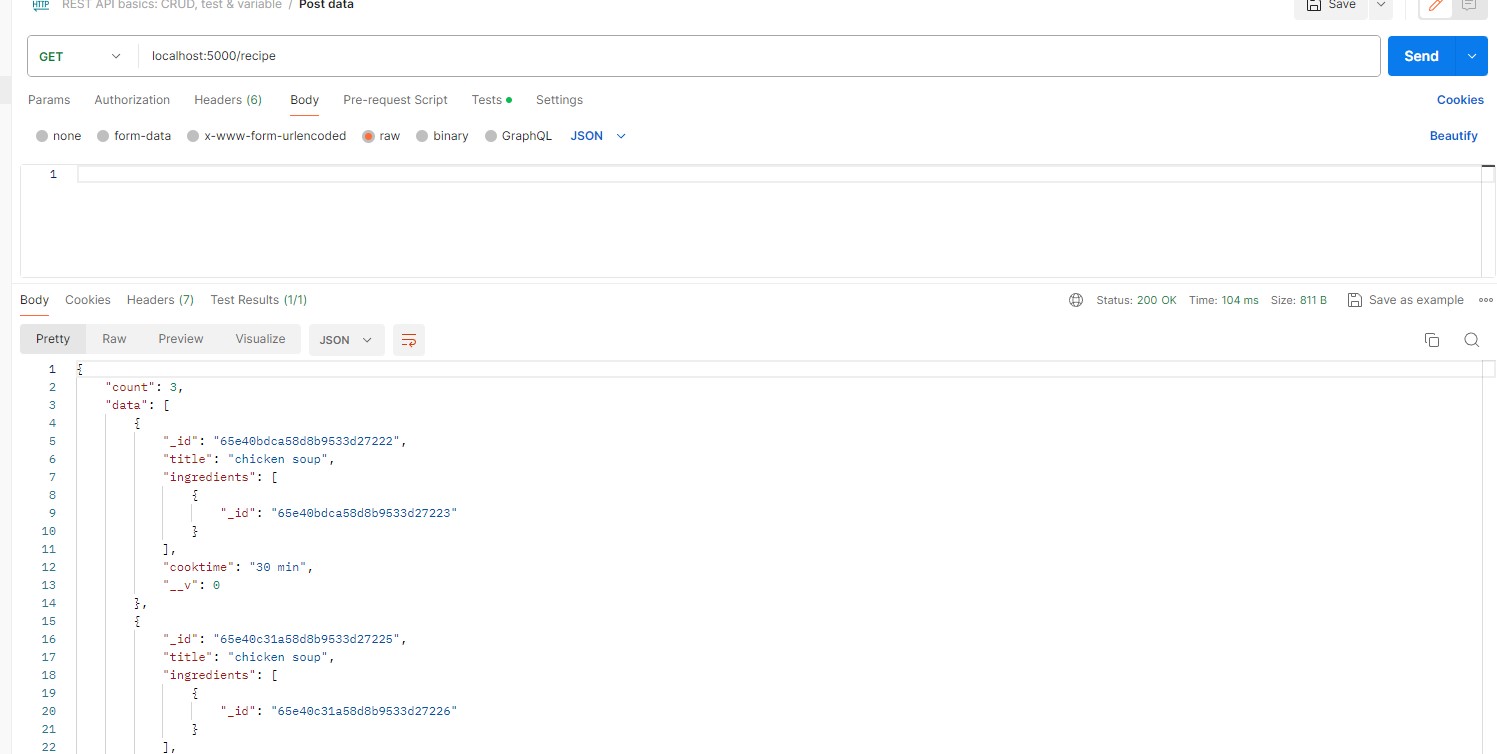 HTTP REST API basics: CRUD, test & variable / Post data Save
GET localhost:5000/recipe Send
Params Authorization Headers (6) Body Pre-request Script Tests Settings Cookies
none form-data x-www-form-urlencoded raw binary GraphQL JSON Beautify
1
Body Cookies Headers (7) Test Results (1/1) Status: 200 OK Time: 104 ms Size: 811 B Save as example
Pretty Raw Preview Visualize JSON
1 {
2 "count": 3,
3 "data": [
4 {
5 "_id": "65e40bdca58d8b9533d27222",
6 "title": "chicken soup",
7 "ingredients": [
8 {
9 "_id": "65e40bdca58d8b9533d27223"
10 }
11 ],
12 "cooktime": "30 min",
13 "__v": 0
14 },
15 {
16 "_id": "65e40c31a58d8b9533d27225",
17 "title": "chicken soup",
18 "ingredients": [
19 {
20 "_id": "65e40c31a58d8b9533d27226"
21 }
22 ],